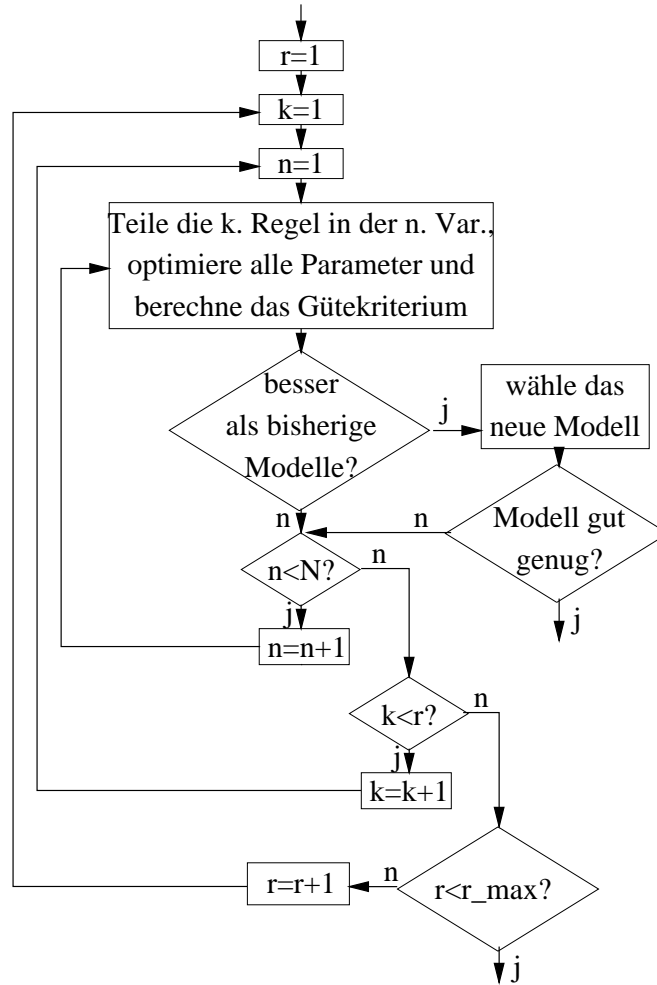 r=1
k=1
n=1
Teile die k. Regel in der n. Var.,
optimiere alle Parameter und
berechne das Gütekriterium
besser
als bisherige
Modelle?
j
wähle das
neue Modell
n
n
Modell gut
genug?
j
n<N?
n
j
n=n+1
k<r?
n
j
k=k+1
r=r+1
n
r<r_max?
j